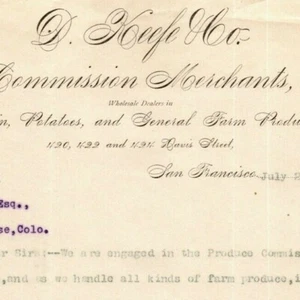 D. Keefe & Co.
Commission Merchants,
Wholesale Dealers in
in, Potatoes, and General Farm Produc
420, 422 and 424 Davis Street,
San Francisco, July 2
Esq.,
se, Colo.
r Sir:--We are engaged in the Produce Commis
,and as we handle all kinds of farm produce,i